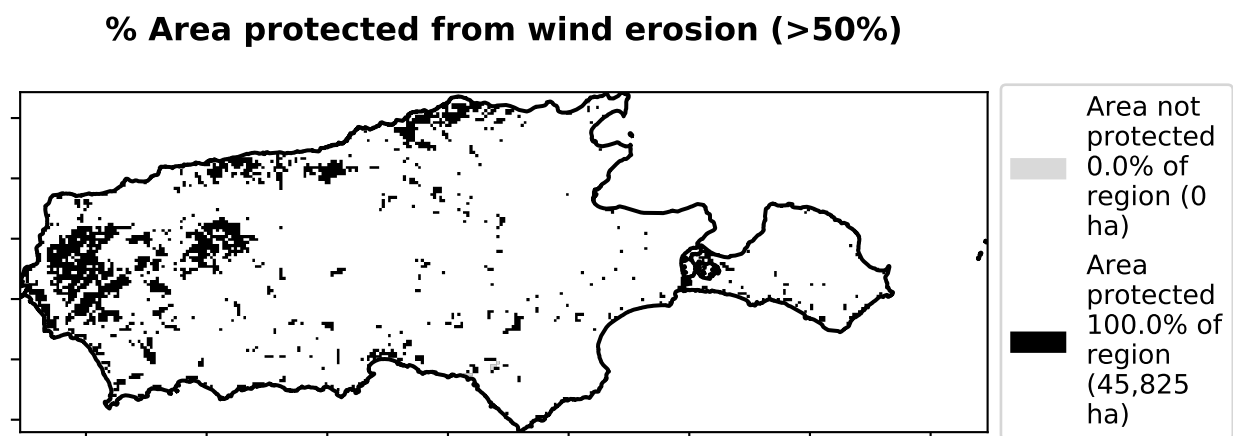 % Area protected from wind erosion (>50%)
Area not
protected
0.0% of
region (0
ha)
Area
protected
100.0% of
region
(45,825
ha)